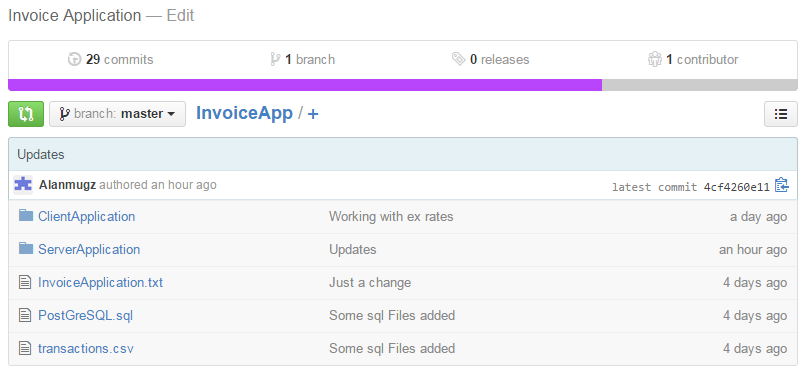 Invoice Application — Edit
29 commits 1 branch 0 releases 1 contributor
branch: master InvoiceApp / +
Updates
Alanmugz authored an hour ago latest commit 4cf4260e11
ClientApplication Working with ex rates a day ago
ServerApplication Updates an hour ago
InvoiceApplication.txt Just a change 4 days ago
PostGreSQL.sql Some sql Files added 4 days ago
transactions.csv Some sql Files added 4 days ago